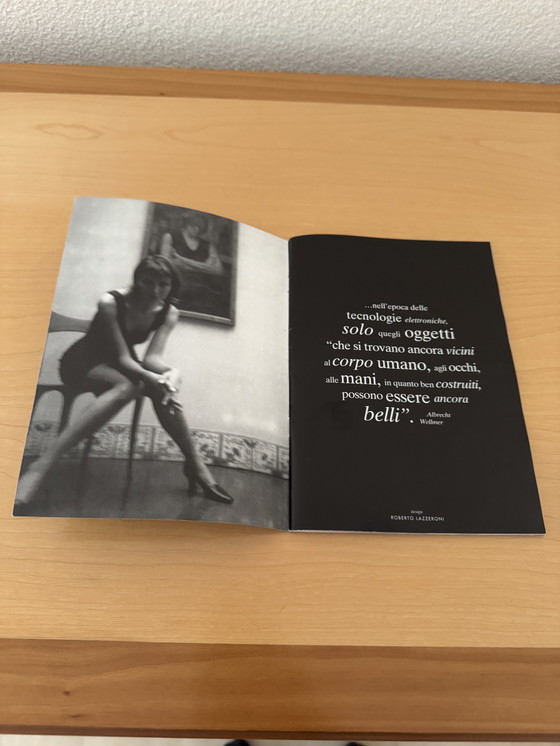 ...nell'epoca delle
tecnologie elettroniche,
solo quegli oggetti
“che si trovano ancora vicini
al corpo umano, agli occhi,
alle mani, in quanto ben costruiti,
possono essere ancora
belli”. Albrecht
Wellmer
design
ROBERTO LAZZERONI